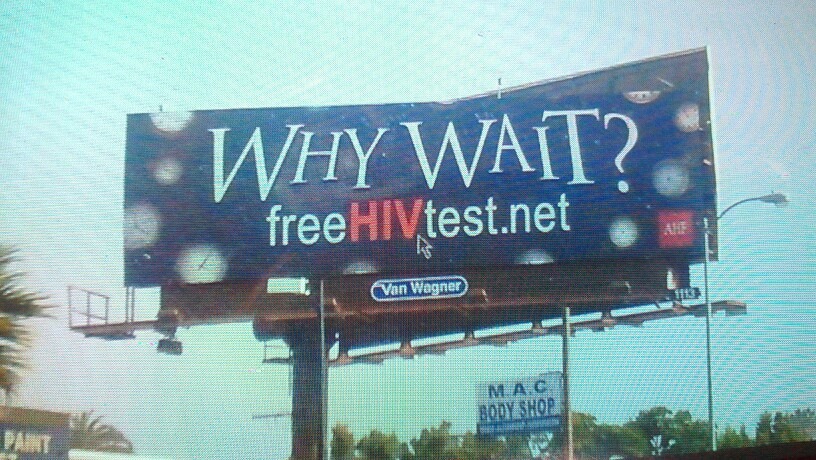 WHY WAIT?
freeHIVtest.net
AHF
Van Wagner
M.A.C
BODY SHOP
PAINT